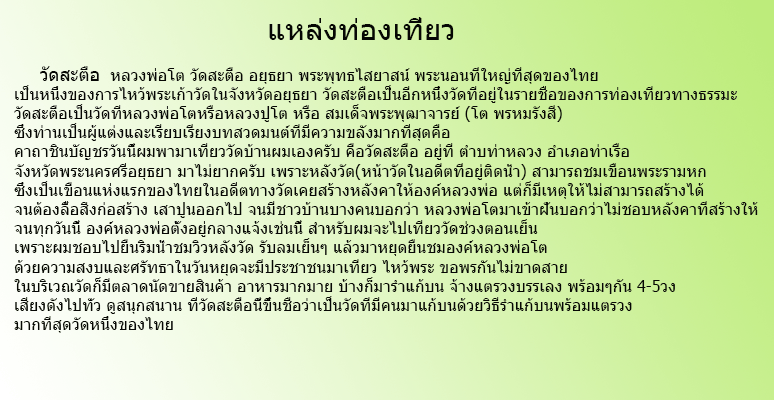 แหล่งท่องเที่ยว
วัดสะตือ หลวงพ่อโต วัดสะตือ อยุธยา พระพุทธไสยาสน์ พระนอนที่ใหญ่ที่สุดของไทย
เป็นหนึ่งของการไหว้พระเก้าวัดในจังหวัดอยุธยา วัดสะตือเป็นอีกหนึ่งวัดที่อยู่ในรายชื่อของการท่องเที่ยวทางธรรมะ
วัดสะตือเป็นวัดที่หลวงพ่อโตหรือหลวงปู่โต หรือ สมเด็จพระพุฒาจารย์ (โต พรหมรังสี)
ซึ่งท่านเป็นผู้แต่งและเรียบเรียงบทสวดมนต์ที่มีความขลังมากที่สุดคือ
คาถาชินบัญชรวันนี้ผมพามาเที่ยววัดบ้านผมเองครับ คือวัดสะตือ อยู่ที่ ตำบท่าหลวง อำเภอท่าเรือ
จังหวัดพระนครศรีอยุธยา มาไม่ยากครับ เพราะหลังวัด(หน้าวัดในอดีตที่อยู่ติดน้ำ) สามารถชมเขื่อนพระรามหก
ซึ่งเป็นเขื่อนแห่งแรกของไทยในอดีตทางวัดเคยสร้างหลังคาให้องค์หลวงพ่อ แต่ก็มีเหตุให้ไม่สามารถสร้างได้
จนต้องลื้อสิ่งก่อสร้าง เสาปูนออกไป จนมีชาวบ้านบางคนบอกว่า หลวงพ่อโตมาเข้าฝันบอกว่าไม่ชอบหลังคาที่สร้างให้
จนทุกวันนี้ องค์หลวงพ่อตั้งอยู่กลางแจ้งเช่นนี้ สำหรับผมจะไปเที่ยววัดช่วงตอนเย็น
เพราะผมชอบไปยืนริมน้ำชมวิวหลังวัด รับลมเย็นๆ แล้วมาหยุดยืนชมองค์หลวงพ่อโต
ด้วยความสงบและศรัทธาในวันหยุดจะมีประชาชนมาเที่ยว ไหว้พระ ขอพรกันไม่ขาดสาย
ในบริเวณวัดก็มีตลาดนัดขายสินค้า อาหารมากมาย บ้างก็มารำแก้บน จ้างแตรวงบรรเลง พร้อมๆกัน 4-5วง
เสียงดังไปทั่ว ดูสนุกสนาน ที่วัดสะตือนี้ขึ้นชื่อว่าเป็นวัดที่มีคนมาแก้บนด้วยวิธีรำแก้บนพร้อมแตรวง
มากที่สุดวัดหนึ่งของไทย